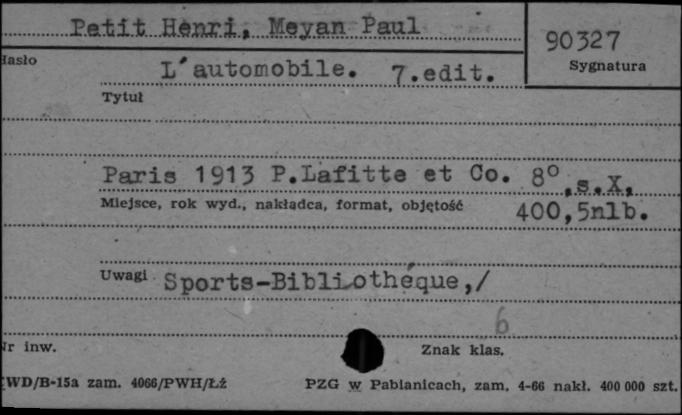 Petit Henri, Meyan Paul
90327
Hasło
Sygnatura
L'automobile. 7.edit.
Tytuł
Paris 1913 P.Lafitte et Co. 8°,s.X,
Miejsce, rok wyd., nakładca, format, objętość
400,5nlb.
Uwagi Sports-Bibliothéque,/
6
Nr inw.
Znak klas.
WD/B-15a zam. 4066/PWH/Łź
PZG w Pabianicach, zam. 4-66 nakł. 400 000 szt.